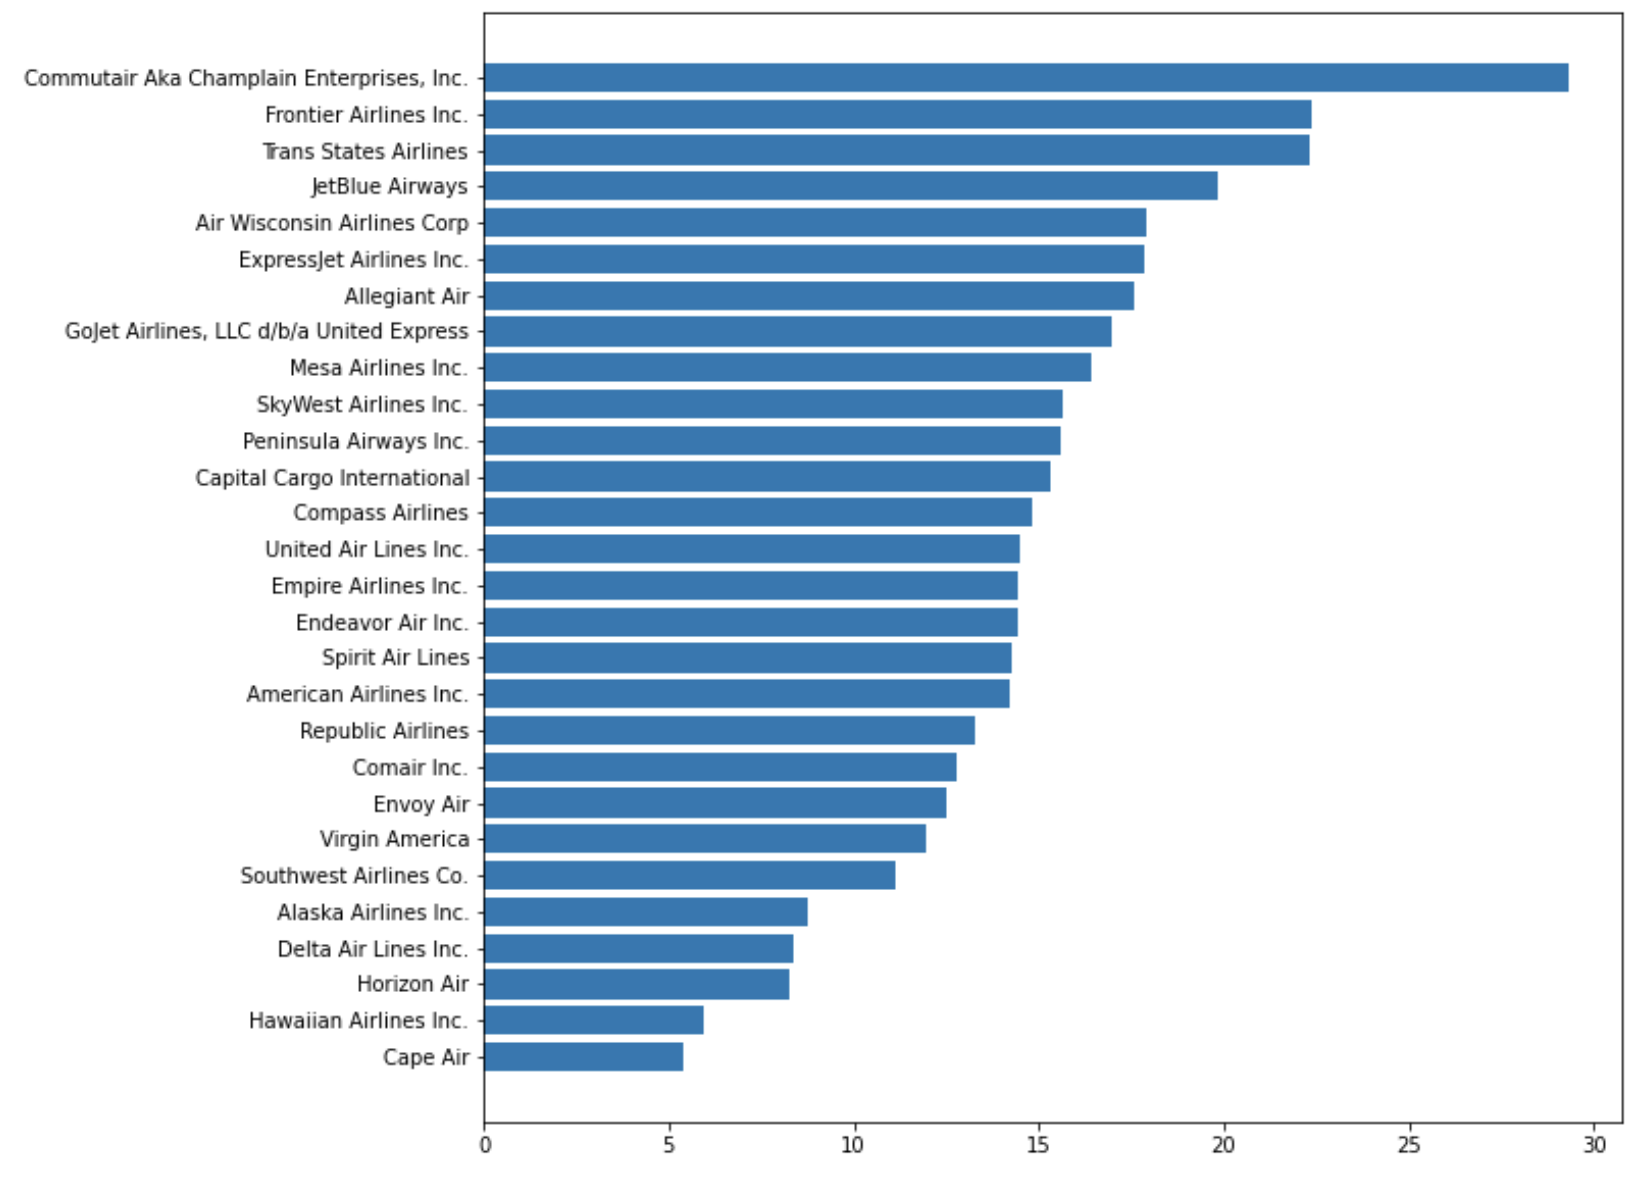 Commutair Aka Champlain Enterprises, Inc.
Frontier Airlines Inc.
Trans States Airlines
JetBlue Airways
Air Wisconsin Airlines Corp
ExpressJet Airlines Inc.
Allegiant Air
GoJet Airlines, LLC d/b/a United Express
Mesa Airlines Inc.
SkyWest Airlines Inc.
Peninsula Airways Inc.
Capital Cargo International
Compass Airlines
United Air Lines Inc.
Empire Airlines Inc.
Endeavor Air Inc.
Spirit Air Lines
American Airlines Inc.
Republic Airlines
Comair Inc.
Envoy Air
Virgin America
Southwest Airlines Co.
Alaska Airlines Inc.
Delta Air Lines Inc.
Horizon Air
Hawaiian Airlines Inc.
Cape Air
0 5 10 15 20 25 30